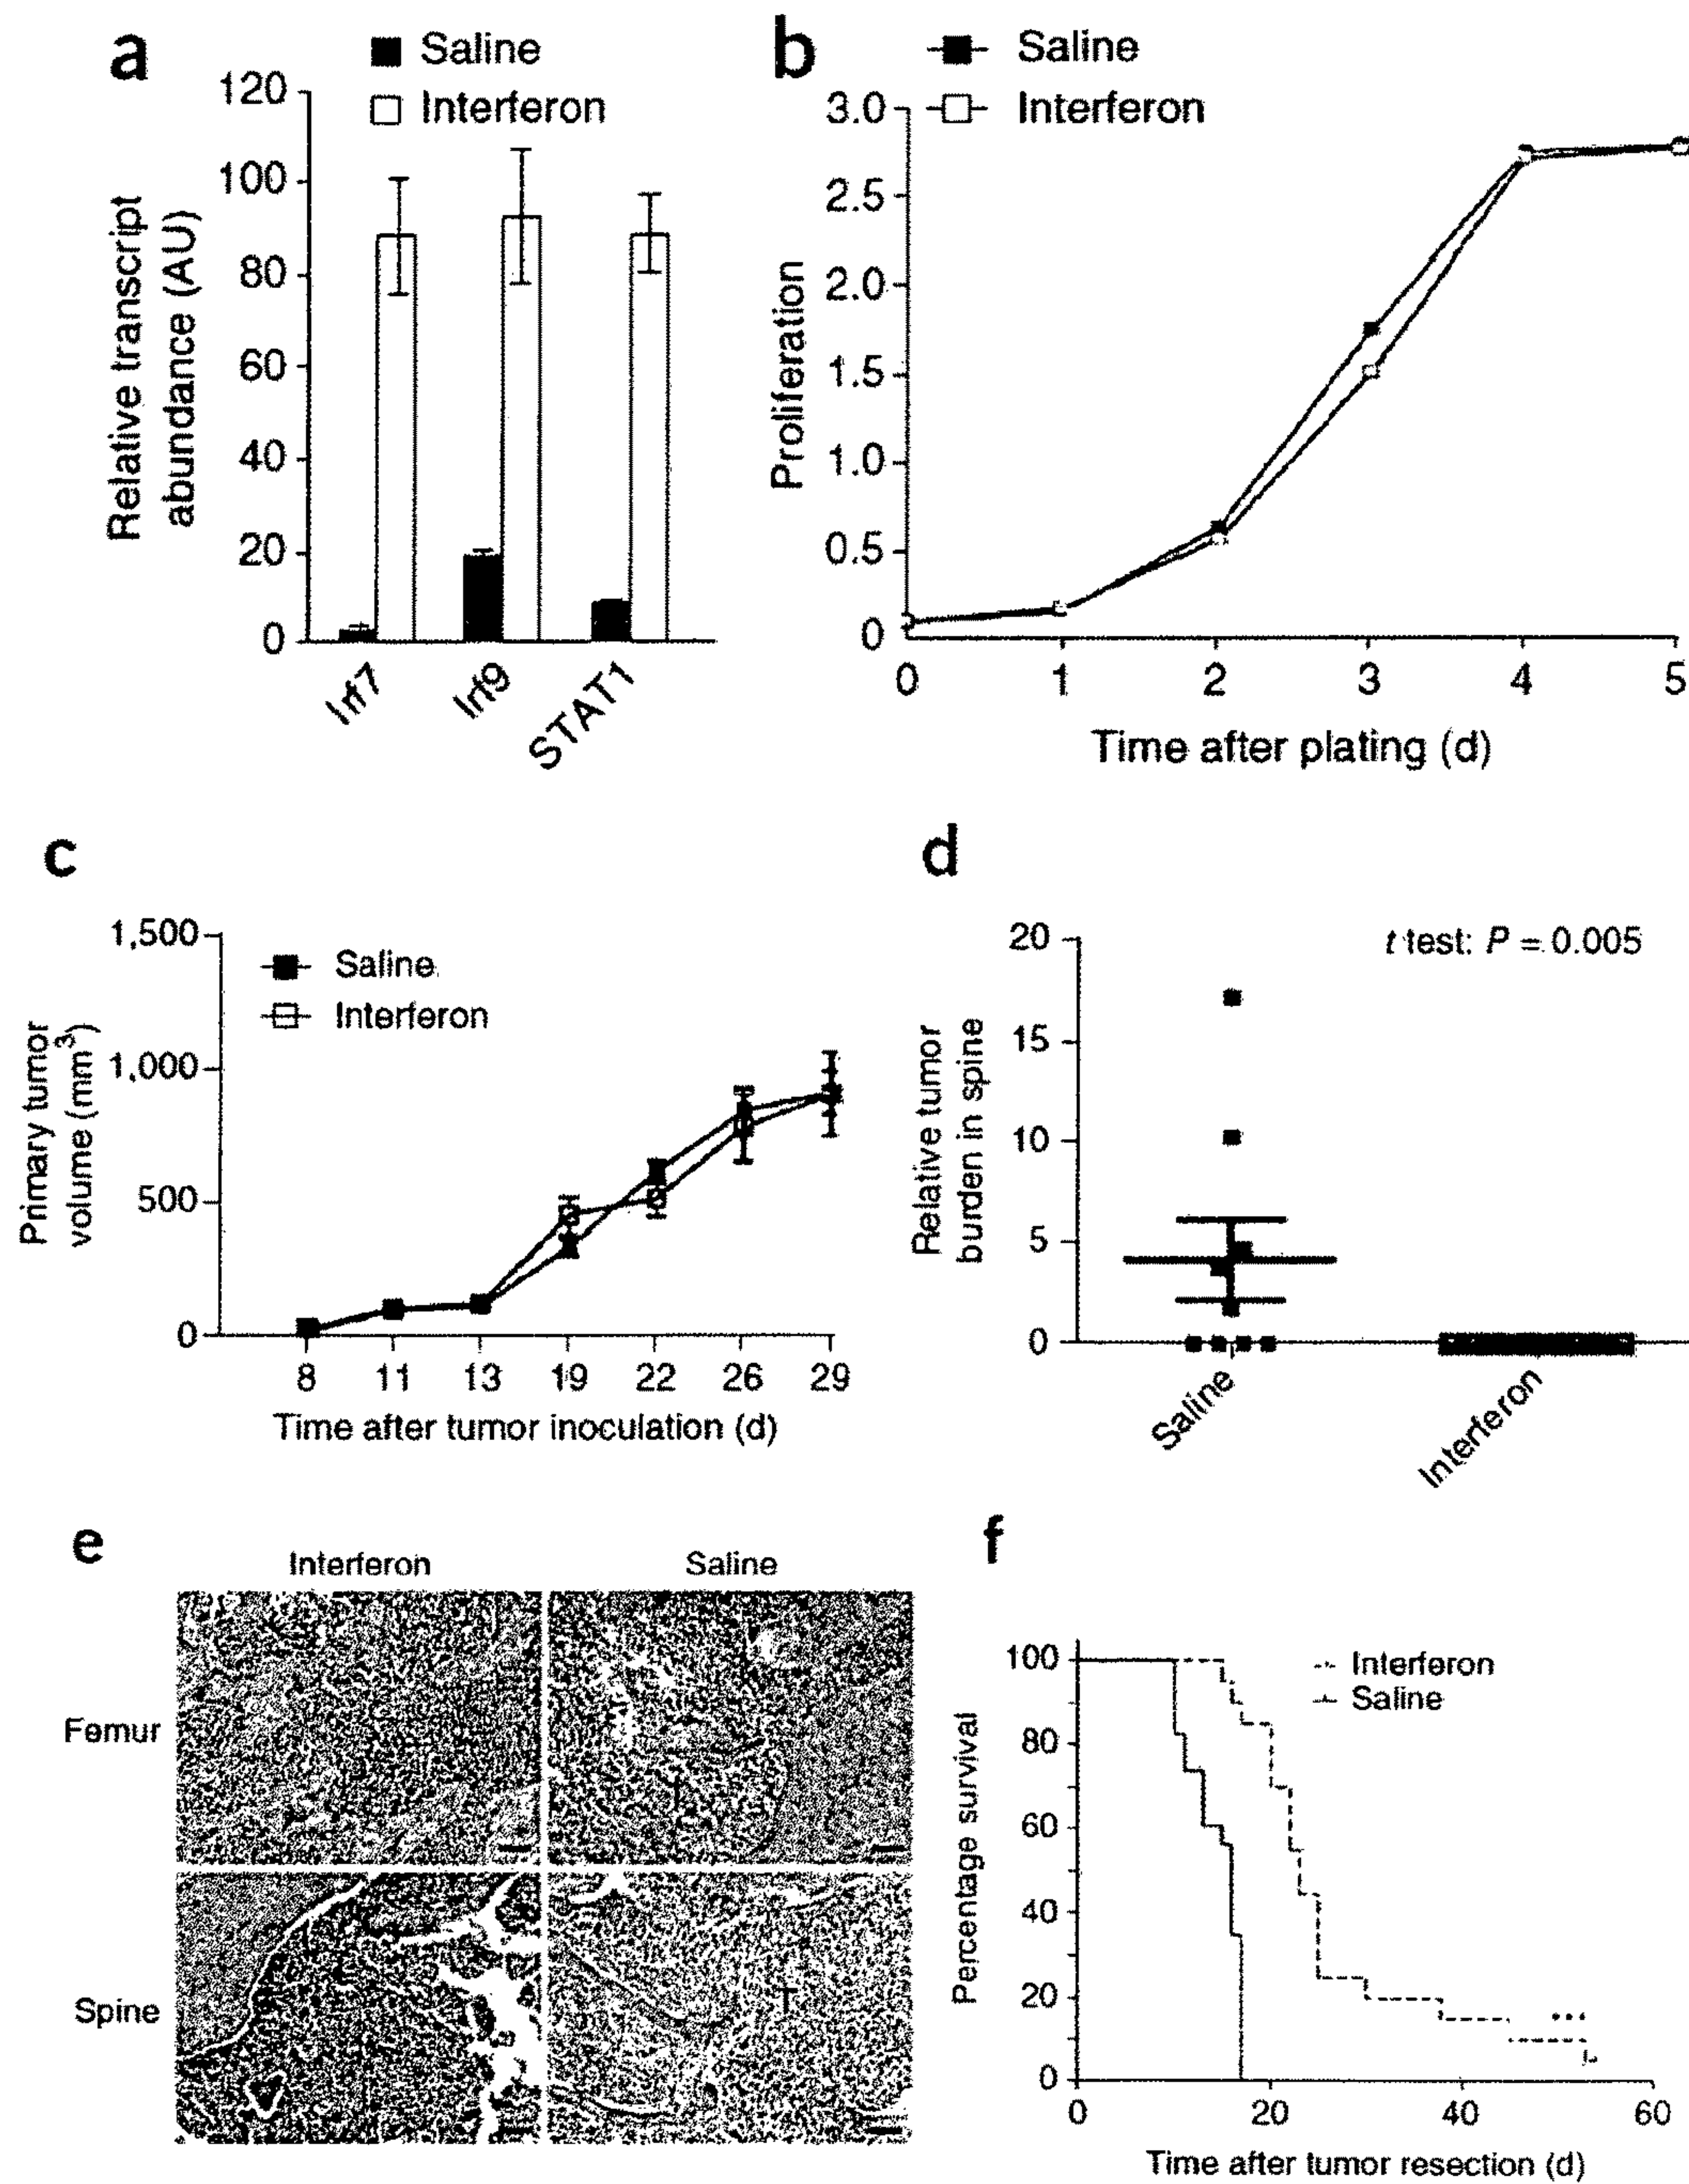 a
Saline
Interferon
120
100
80
60
40
20
0
Relative transcript
abundance (AU)
Irf7
Irf9
STAT1
b
Saline
Interferon
3.0
2.5
2.0
1.5
1.0
0.5
0
Proliferation
0 1 2 3 4 5
Time after plating (d)
c
Saline
Interferon
1,500
1,000
500
0
Primary tumor
volume (mm³)
8 11 13 19 22 26 29
Time after tumor inoculation (d)
d
t test: P = 0.005
20
15
10
5
0
Relative tumor
burden in spine
Saline
Interferon
e
Interferon
Saline
Femur
Spine
T
T
f
Interferon
Saline
100
80
60
40
20
0
Percentage survival
***
0 20 40 60
Time after tumor resection (d)